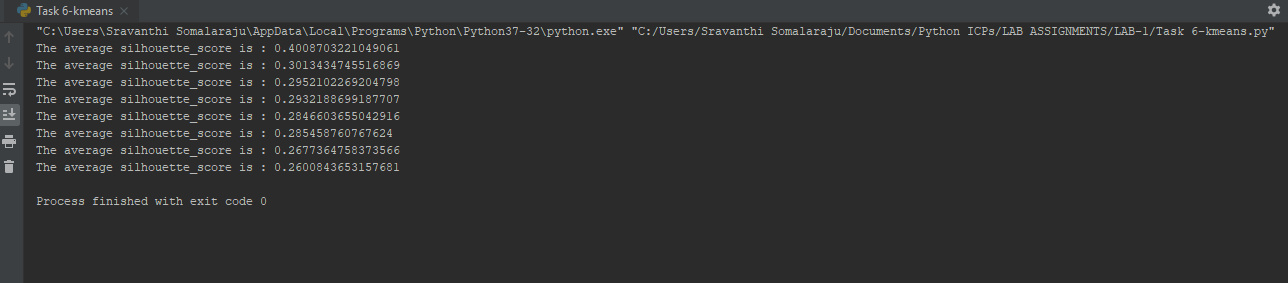 Task 6-kmeans
"C:\Users\Sravanthi Somalaraju\AppData\Local\Programs\Python\Python37-32\python.exe" "C:/Users/Sravanthi Somalaraju/Documents/Python ICPs/LAB ASSIGNMENTS/LAB-1/Task 6-kmeans.py"
The average silhouette_score is : 0.4008703221049061
The average silhouette_score is : 0.3013434745516869
The average silhouette_score is : 0.2952102269204798
The average silhouette_score is : 0.2932188699187707
The average silhouette_score is : 0.2846603655042916
The average silhouette_score is : 0.285458760767624
The average silhouette_score is : 0.2677364758373566
The average silhouette_score is : 0.2600843653157681
Process finished with exit code 0